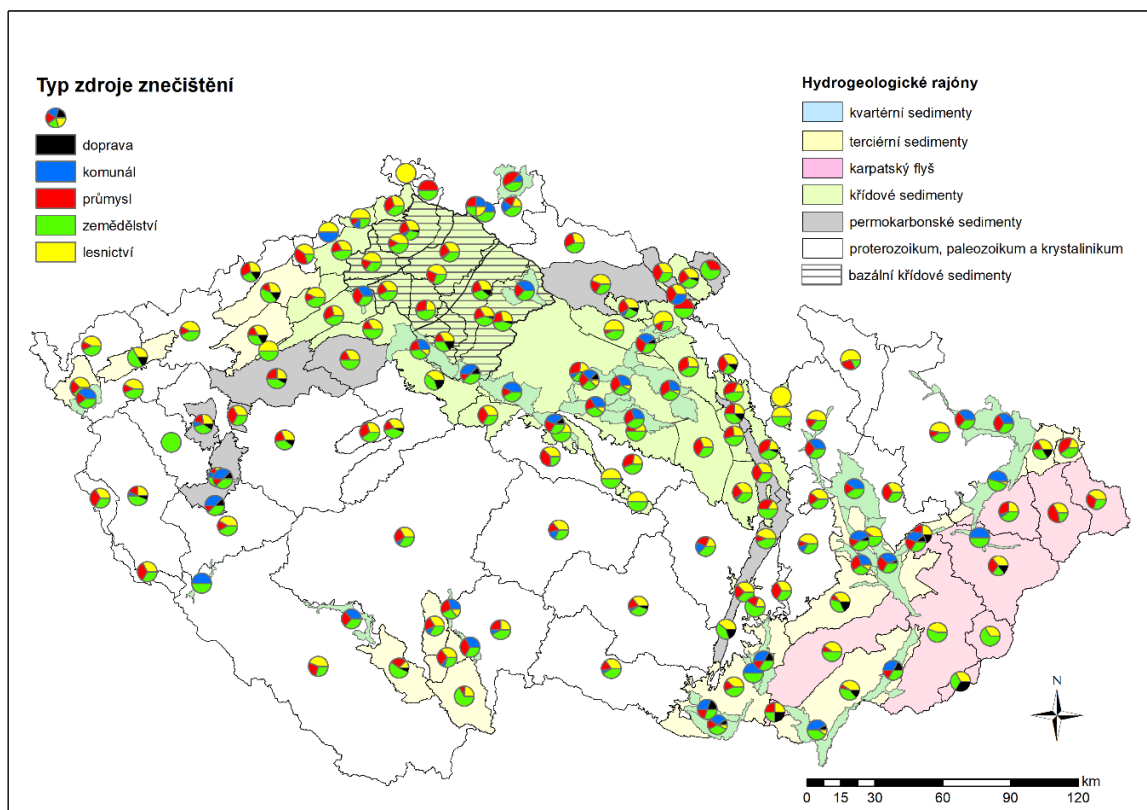 Typ zdroje znečištění
doprava
komunál
průmysl
zemědělství
lesnictví
Hydrogeologické rajóny
kvartérní sedimenty
terciérní sedimenty
karpatský flyš
křídové sedimenty
permokarbonské sedimenty
proterozoikum, paleozoikum a krystalinikum
bazální křídové sedimenty
N
km
0 15 30 60 90 120